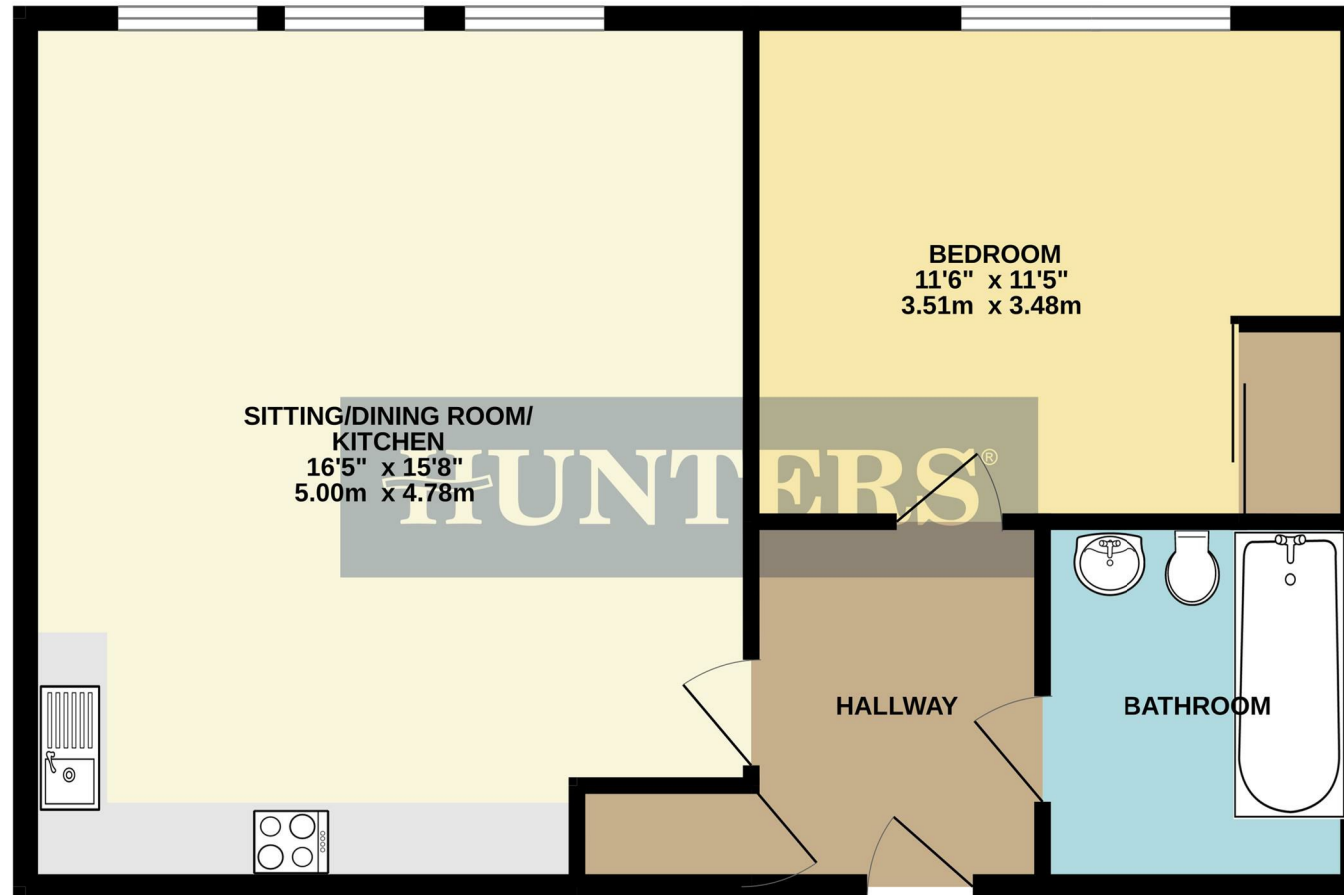 BEDROOM
11'6" x 11'5"
3.51m x 3.48m
SITTING/DINING ROOM/
KITCHEN
16'5" x 15'8"
5.00m x 4.78m
HUNTERS®
HALLWAY
BATHROOM